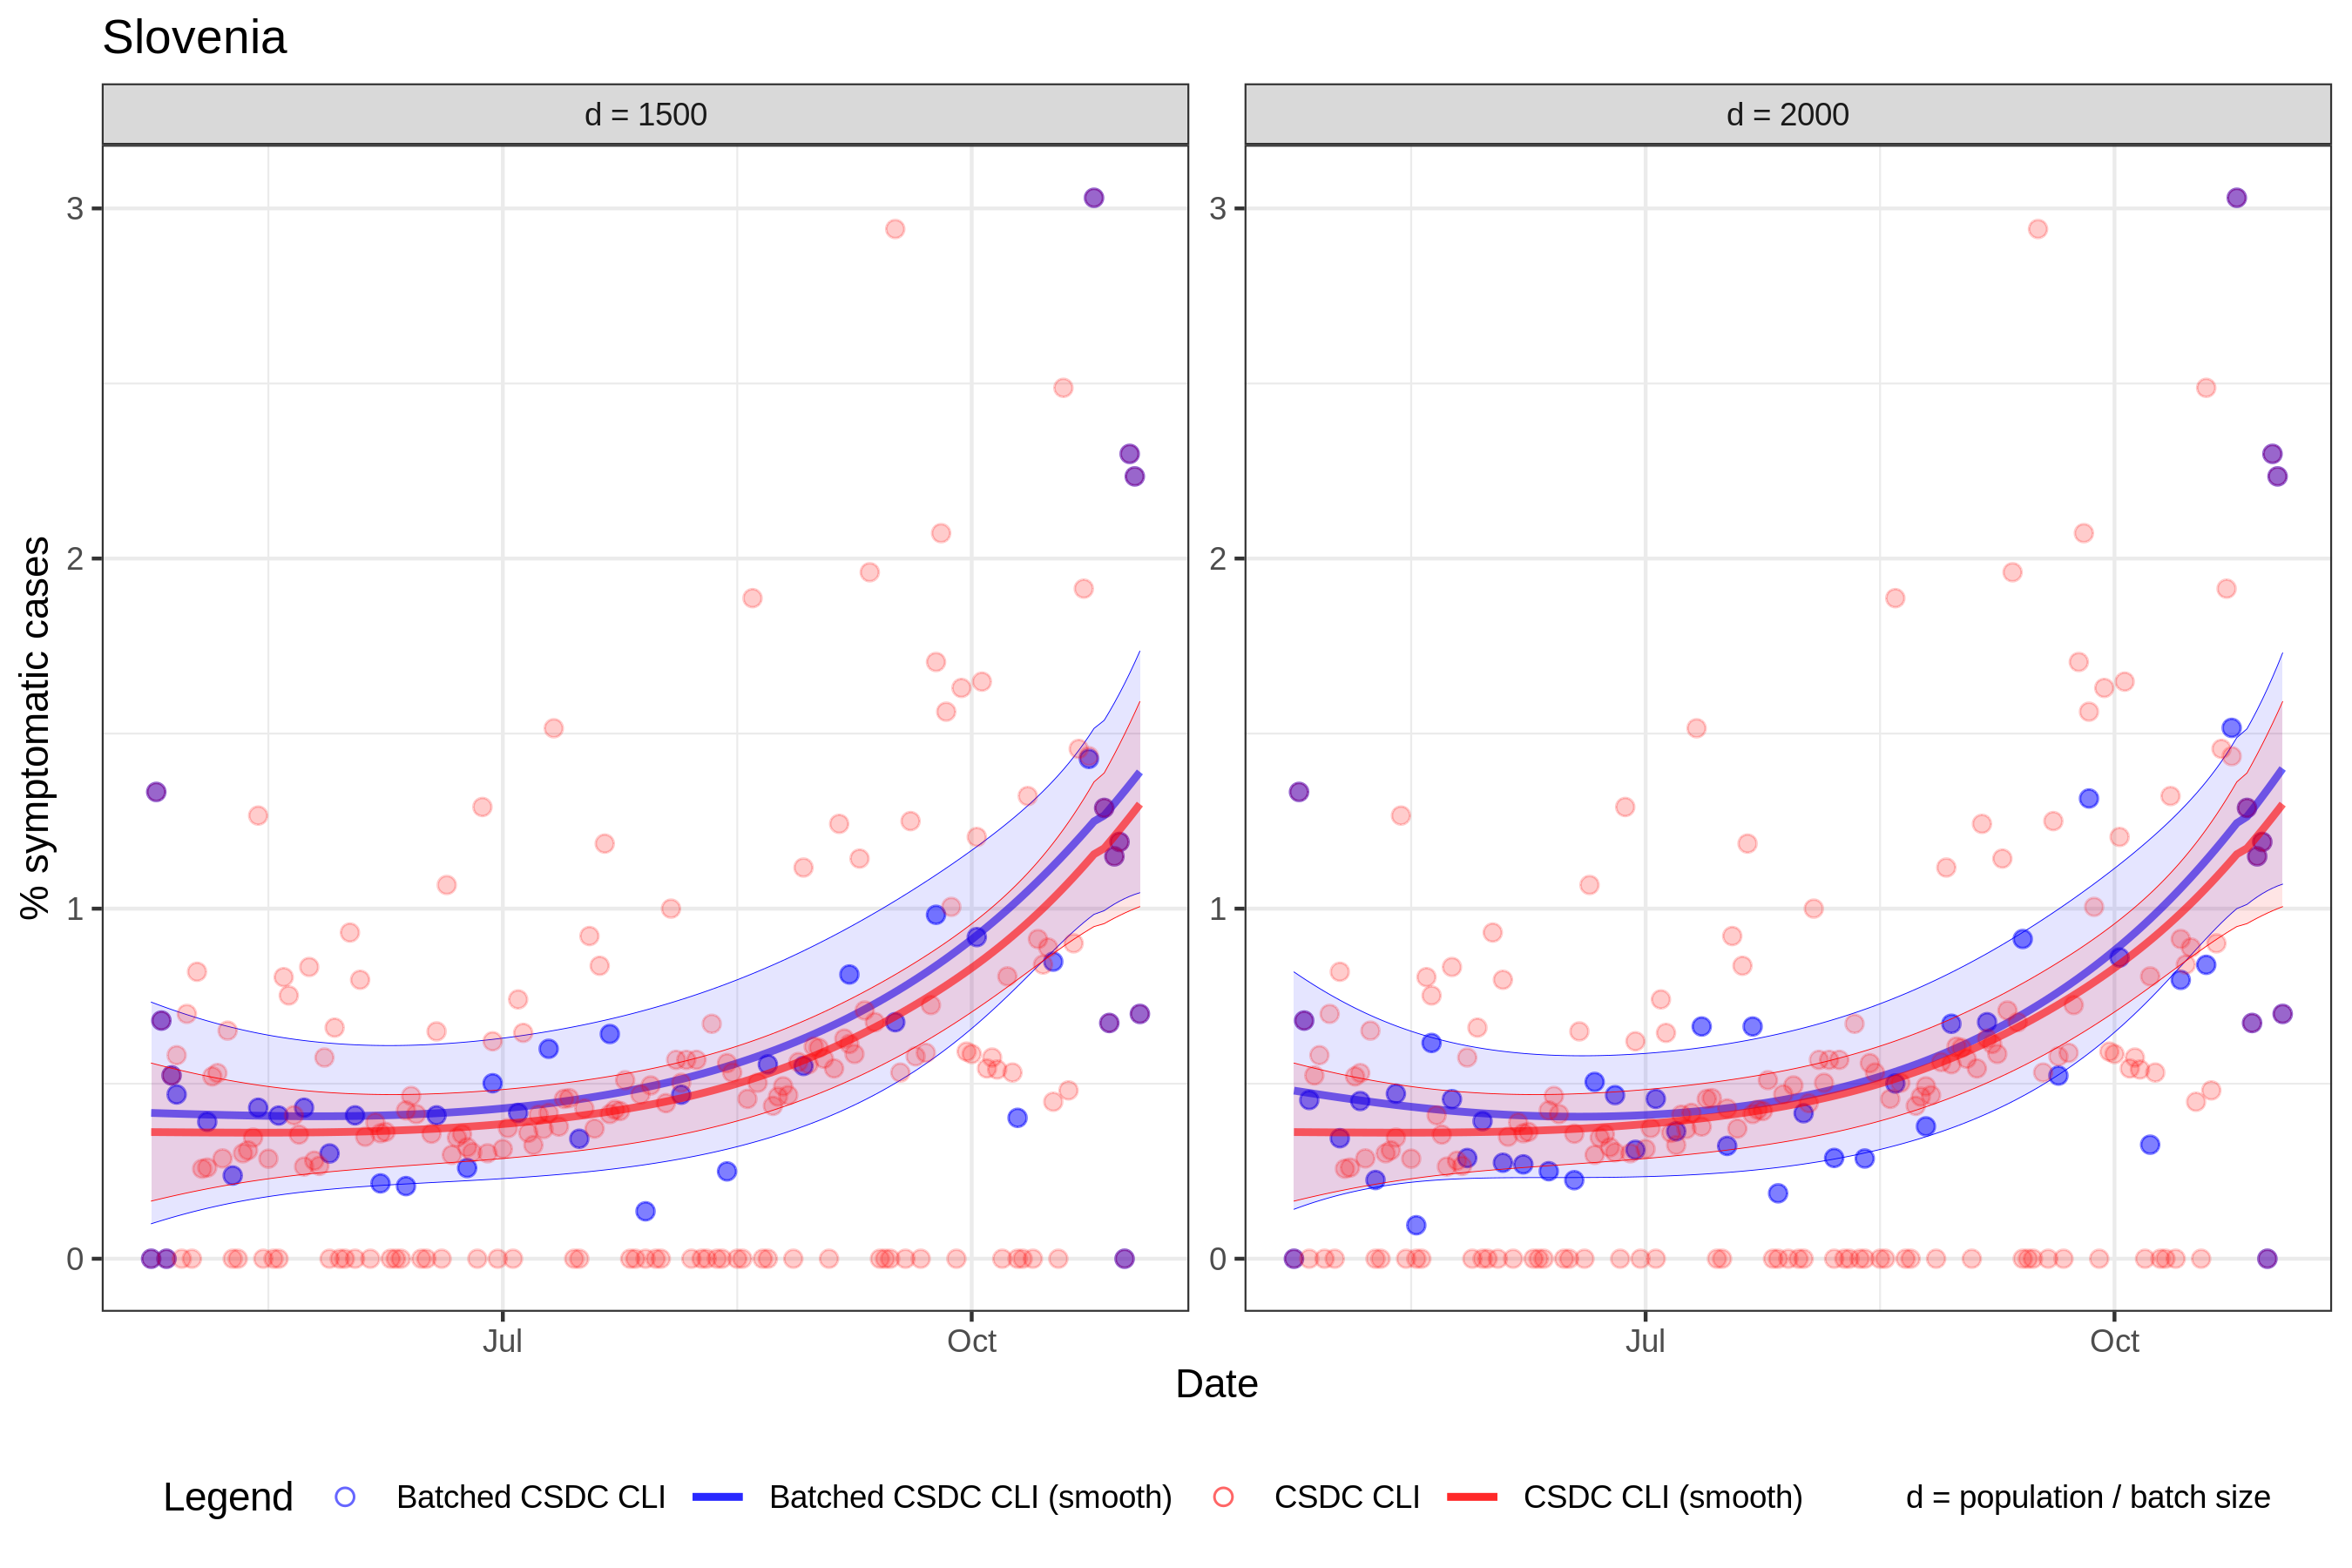 Slovenia
d = 1500
d = 2000
% symptomatic cases
3
2
1
0
3
2
1
0
Jul
Oct
Jul
Oct
Date
Legend Batched CSDC CLI Batched CSDC CLI (smooth) CSDC CLI CSDC CLI (smooth) d = population / batch size